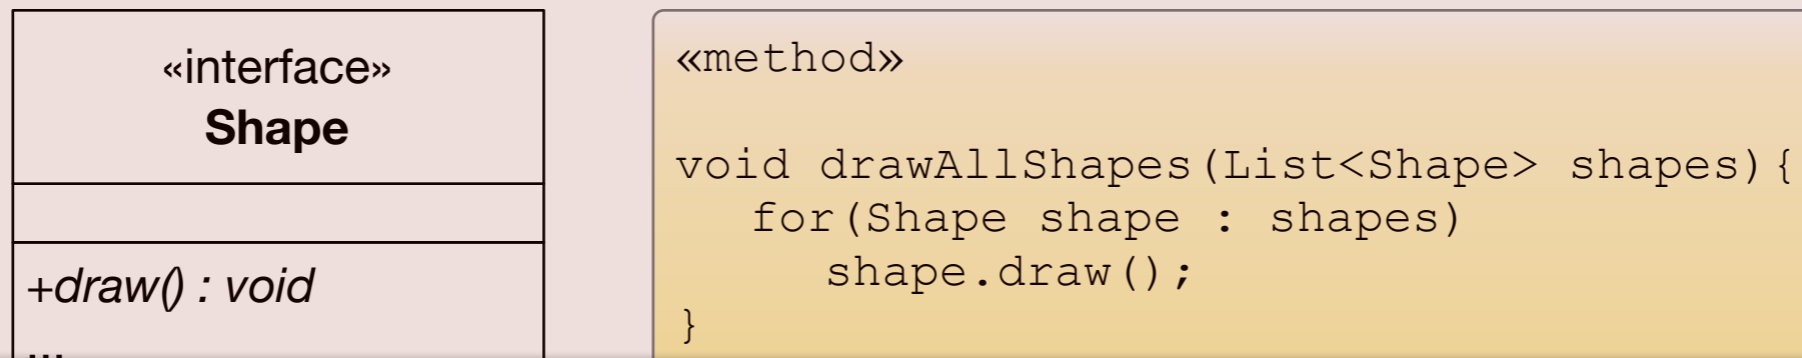 «interface»
Shape
+draw() : void
...
«method»
void drawAllShapes(List<Shape> shapes){
for(Shape shape : shapes)
shape.draw();
}